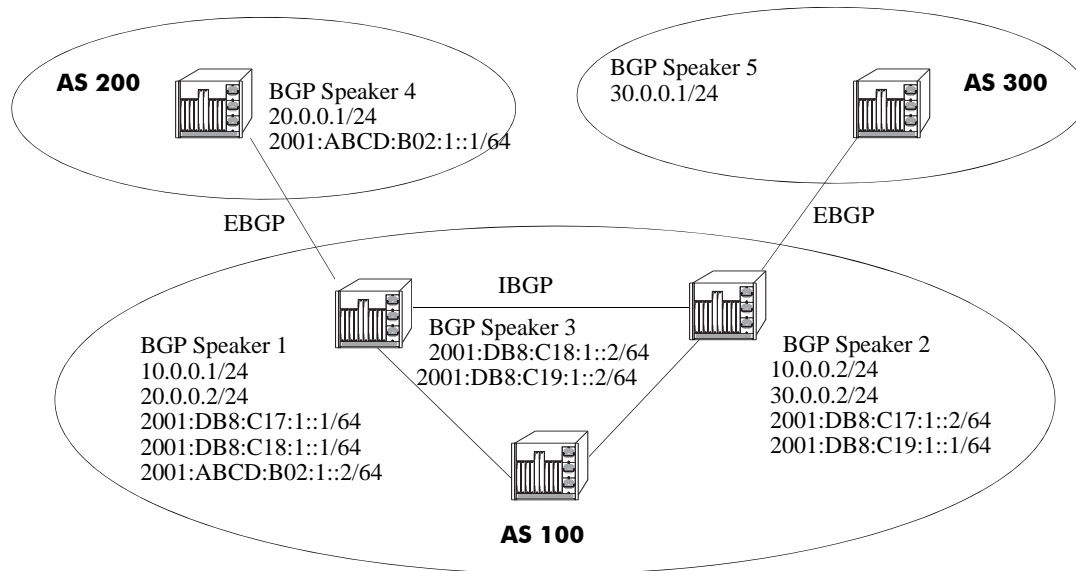 AS 200
BGP Speaker 4
20.0.0.1/24
2001:ABCD:B02:1::1/64
BGP Speaker 5
30.0.0.1/24
AS 300
EBGP
EBGP
IBGP
BGP Speaker 1
10.0.0.1/24
20.0.0.2/24
2001:DB8:C17:1::1/64
2001:DB8:C18:1::1/64
2001:ABCD:B02:1::2/64
BGP Speaker 3
2001:DB8:C18:1::2/64
2001:DB8:C19:1::2/64
BGP Speaker 2
10.0.0.2/24
30.0.0.2/24
2001:DB8:C17:1::2/64
2001:DB8:C19:1::1/64
AS 100